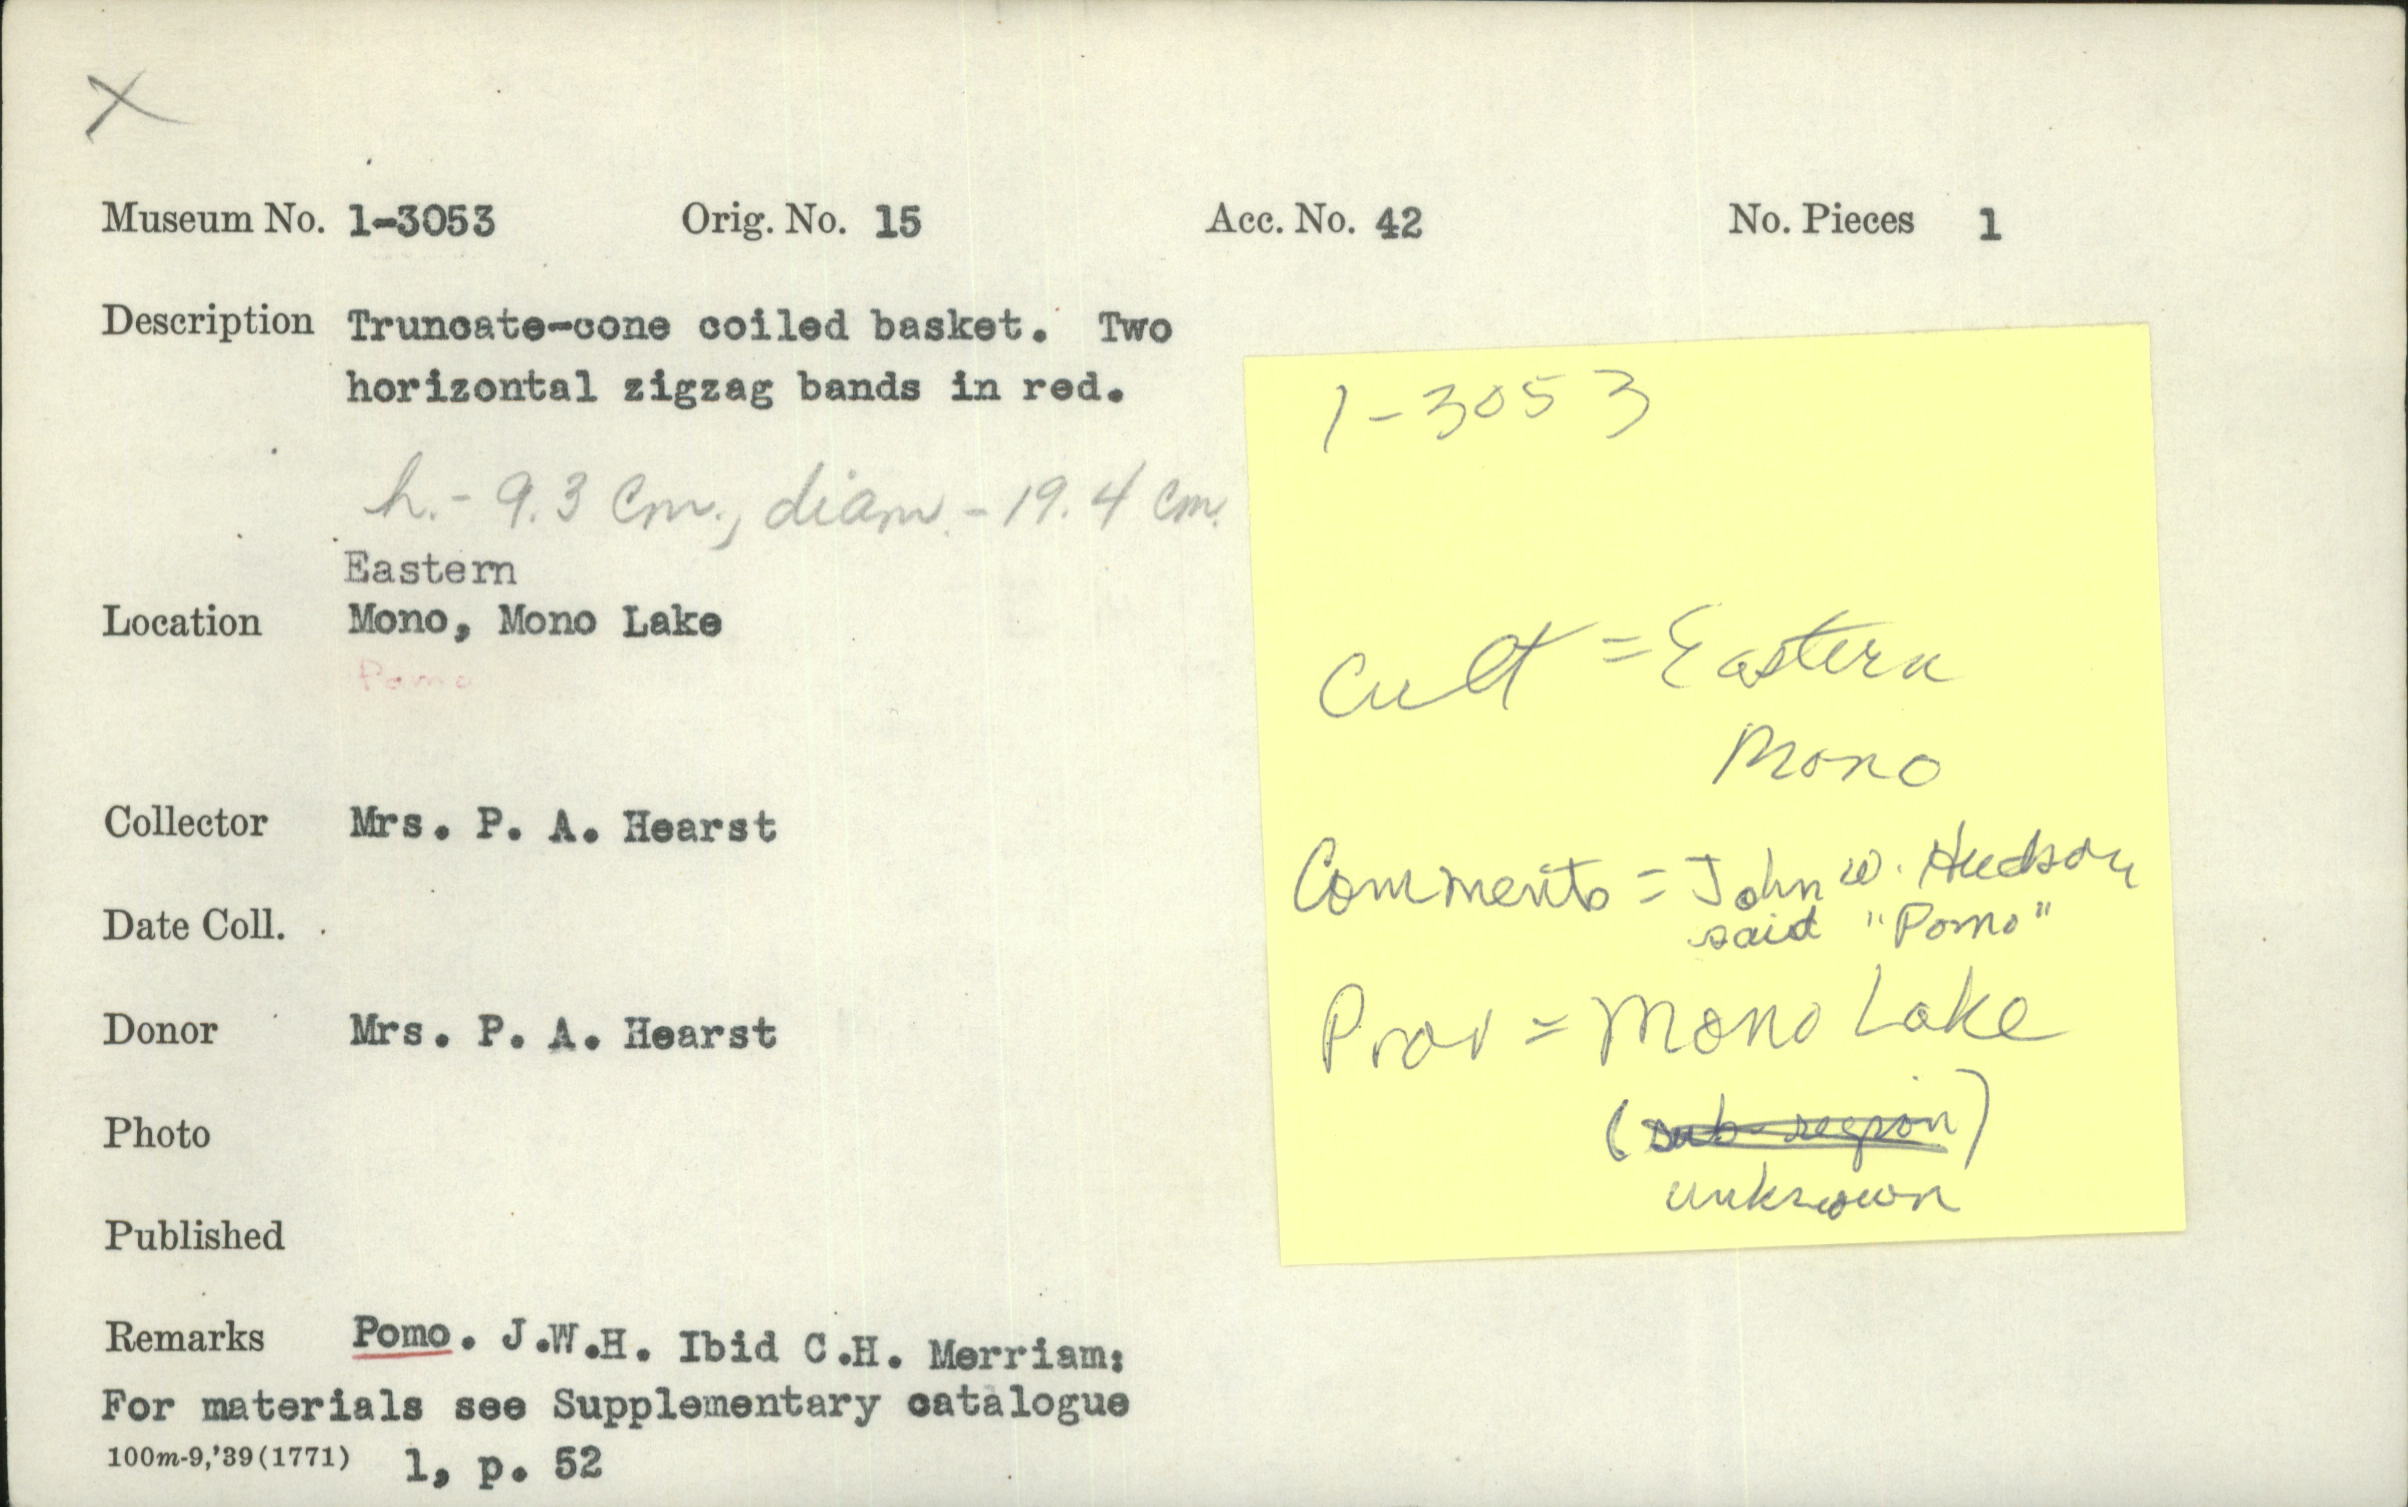 X
Museum No. 1-3053 Orig. No. 15 Acc. No. 42 No. Pieces 1
Description Truncate-cone coiled basket. Two
horizontal zigzag bands in red.
h.- 9.3 cm., diam. - 19.4 cm.
Eastern
Location Mono, Mono Lake
Pomo
Collector Mrs. P. A. Hearst
Date Coll.
Donor Mrs. P. A. Hearst
Photo
Published
Remarks Pomo. J.W.H. Ibid C.H. Merriam:
For materials see Supplementary catalogue
100m-9,'39(1771) 1, p. 52
1-3053
Cult = Eastern
Mono
Comments = John W. Hudson
said "Pomo"
Prov = Mono Lake
(sub-region)
unknown